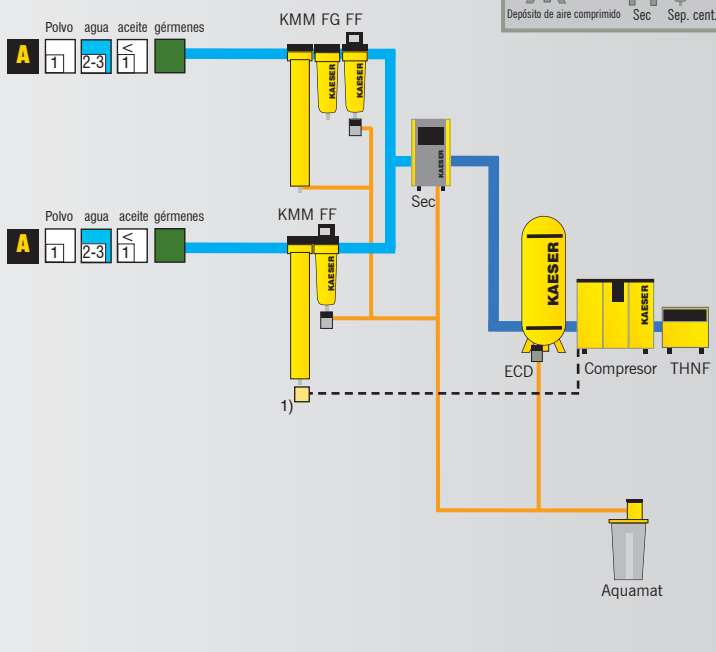 Depósito de aire comprimido Sec Sep. cent.
KMM FG FF
Polvo agua aceite gérmenes
A 1 2-3 < 1
KAESER
KAESER
KAESER
Sec
KMM FF
Polvo agua aceite gérmenes
A 1 2-3 < 1
KAESER
KAESER
KAESER
ECD Compresor THNF
1)
Aquamat